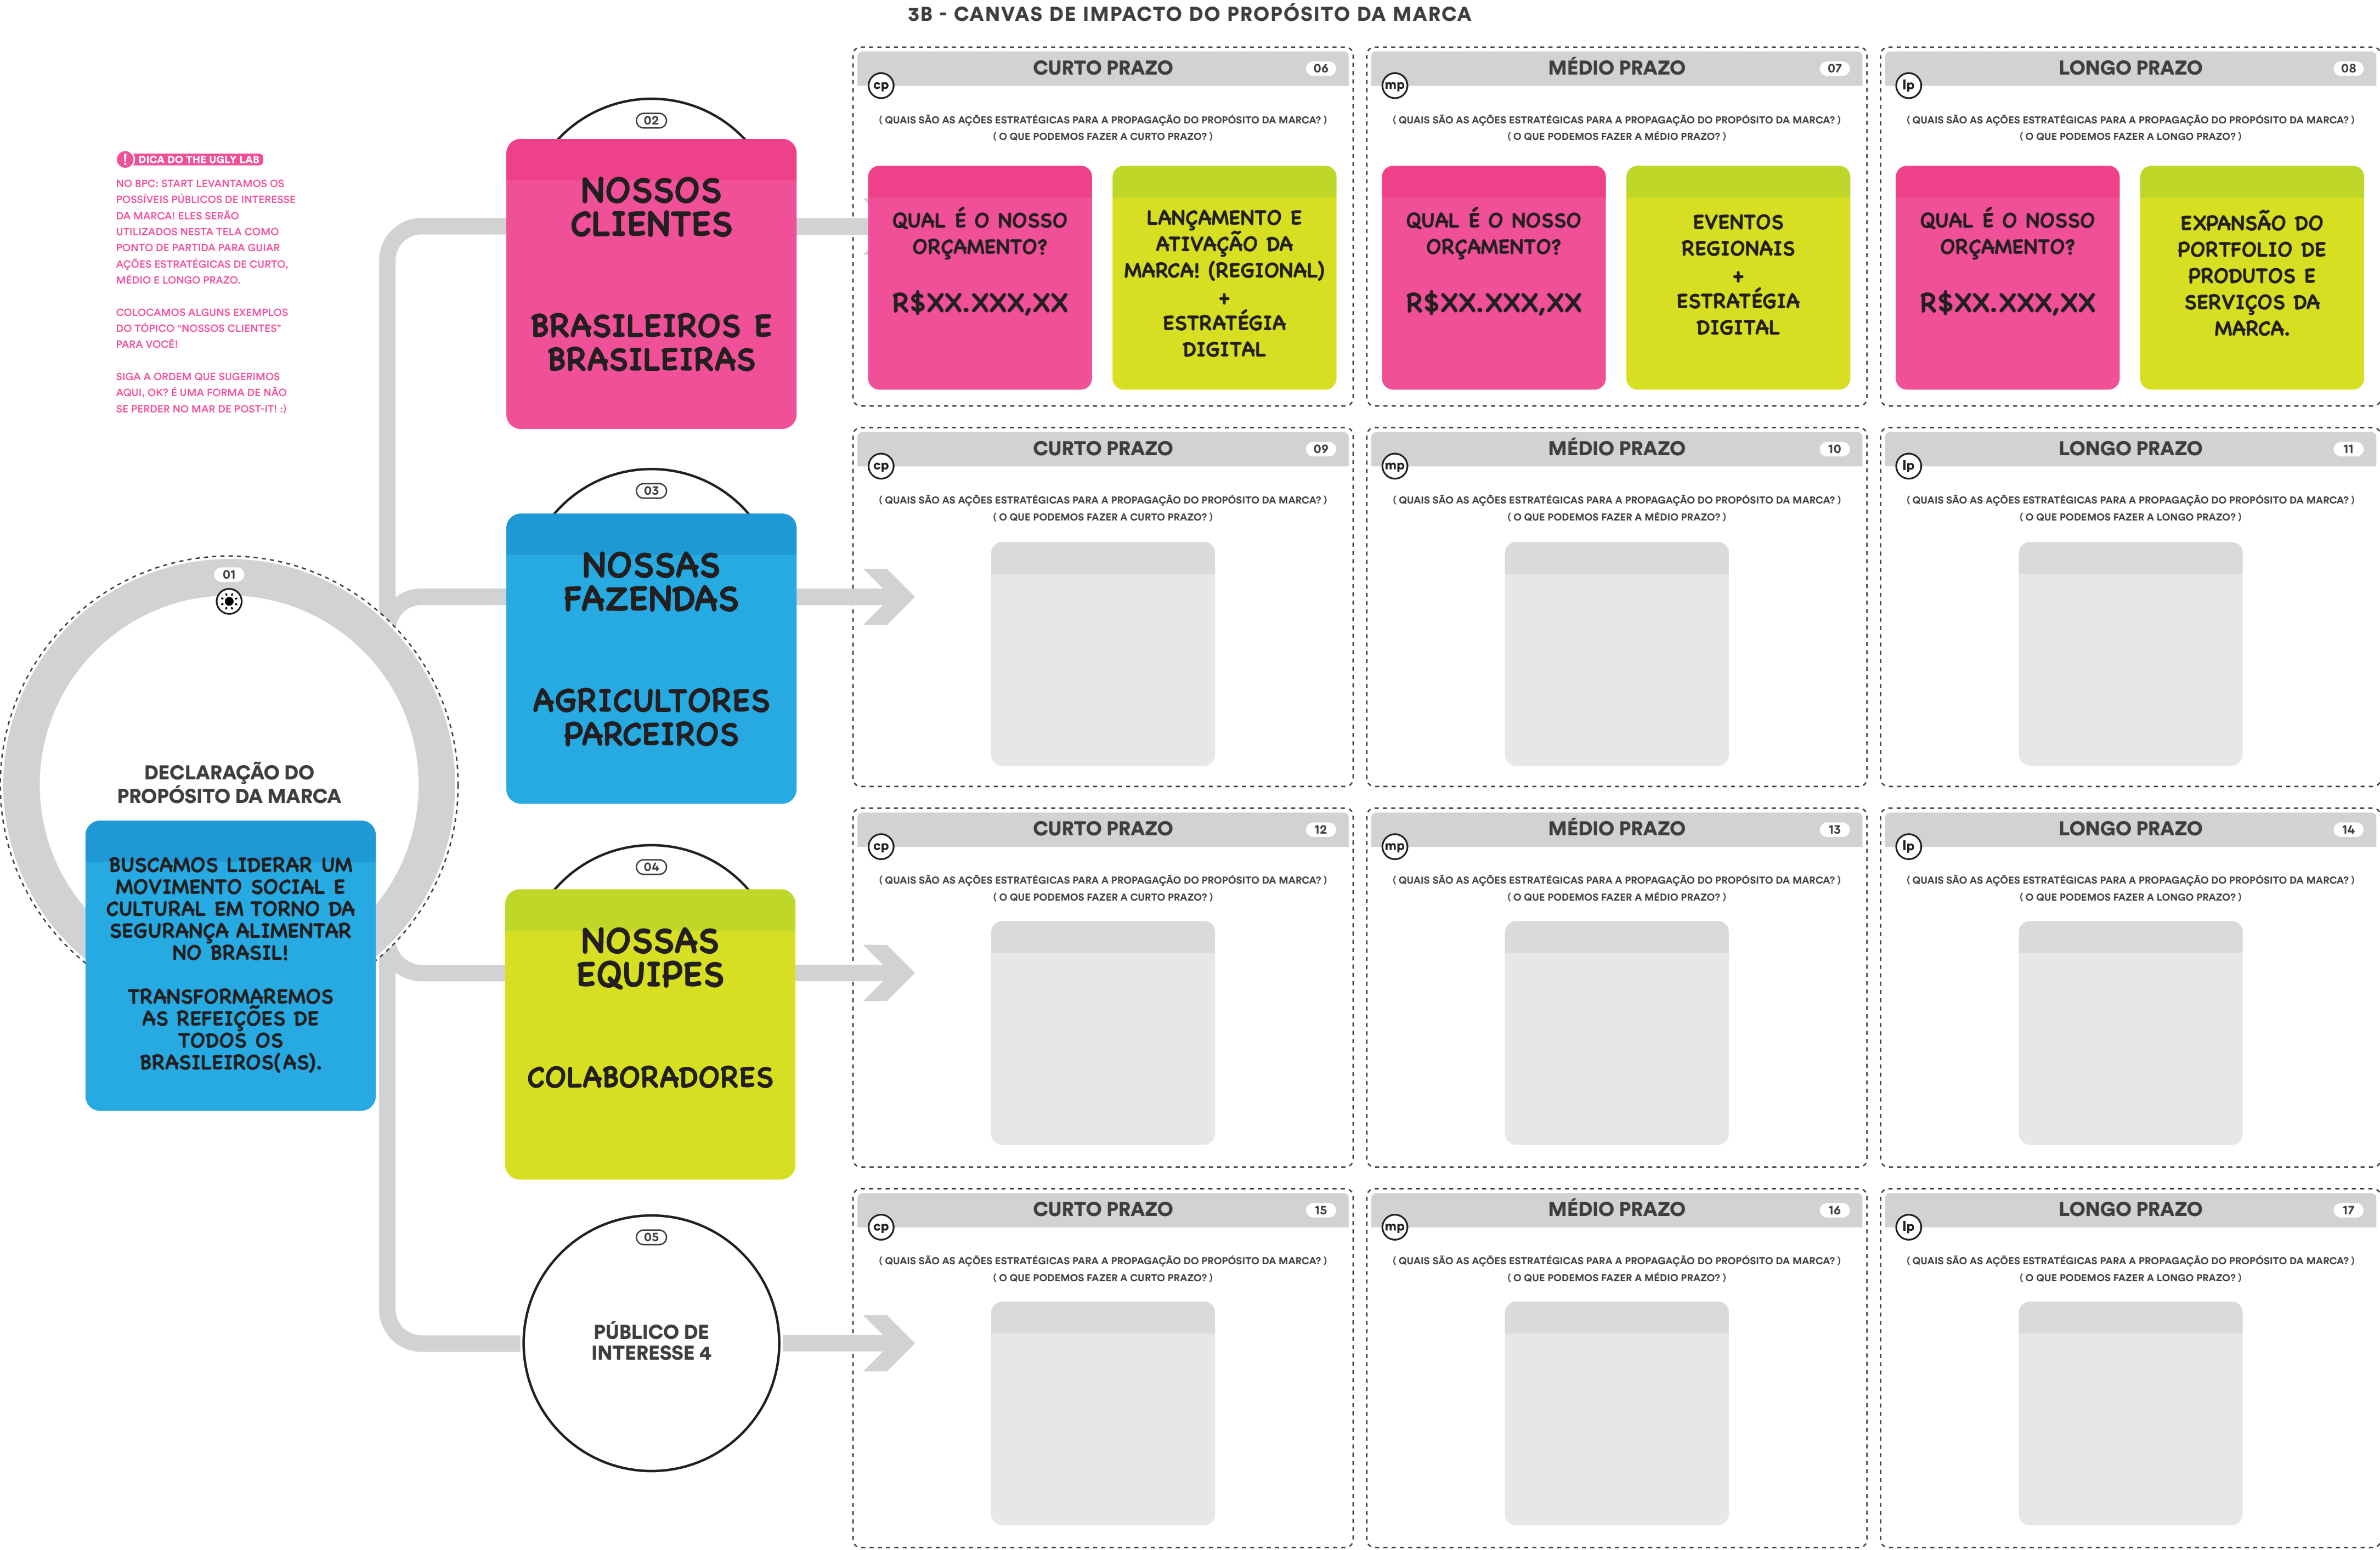 3B - CANVAS DE IMPACTO DO PROPÓSITO DA MARCA
! DICA DO THE UGLY LAB
NO BPC: START LEVANTAMOS OS
POSSÍVEIS PÚBLICOS DE INTERESSE
DA MARCA! ELES SERÃO
UTILIZADOS NESTA TELA COMO
PONTO DE PARTIDA PARA GUIAR
AÇÕES ESTRATÉGICAS DE CURTO,
MÉDIO E LONGO PRAZO.
COLOCAMOS ALGUNS EXEMPLOS
DO TÓPICO “NOSSOS CLIENTES”
PARA VOCÊ!
SIGA A ORDEM QUE SUGERIMOS
AQUI, OK? É UMA FORMA DE NÃO
SE PERDER NO MAR DE POST-IT! :)
01
DECLARAÇÃO DO
PROPÓSITO DA MARCA
BUSCAMOS LIDERAR UM
MOVIMENTO SOCIAL E
CULTURAL EM TORNO DA
SEGURANÇA ALIMENTAR
NO BRASIL!
TRANSFORMAREMOS
AS REFEIÇÕES DE
TODOS OS
BRASILEIROS(AS).
02
NOSSOS
CLIENTES
BRASILEIROS E
BRASILEIRAS
CURTO PRAZO 06
cp
( QUAIS SÃO AS AÇÕES ESTRATÉGICAS PARA A PROPAGAÇÃO DO PROPÓSITO DA MARCA? )
( O QUE PODEMOS FAZER A CURTO PRAZO? )
QUAL É O NOSSO
ORÇAMENTO?
R$XX.XXX,XX
LANÇAMENTO E
ATIVAÇÃO DA
MARCA! (REGIONAL)
+
ESTRATÉGIA
DIGITAL
MÉDIO PRAZO 07
mp
( QUAIS SÃO AS AÇÕES ESTRATÉGICAS PARA A PROPAGAÇÃO DO PROPÓSITO DA MARCA? )
( O QUE PODEMOS FAZER A MÉDIO PRAZO? )
QUAL É O NOSSO
ORÇAMENTO?
R$XX.XXX,XX
EVENTOS
REGIONAIS
+
ESTRATÉGIA
DIGITAL
LONGO PRAZO 08
lp
( QUAIS SÃO AS AÇÕES ESTRATÉGICAS PARA A PROPAGAÇÃO DO PROPÓSITO DA MARCA? )
( O QUE PODEMOS FAZER A LONGO PRAZO? )
QUAL É O NOSSO
ORÇAMENTO?
R$XX.XXX,XX
EXPANSÃO DO
PORTFOLIO DE
PRODUTOS E
SERVIÇOS DA
MARCA.
03
NOSSAS
FAZENDAS
AGRICULTORES
PARCEIROS
CURTO PRAZO 09
cp
( QUAIS SÃO AS AÇÕES ESTRATÉGICAS PARA A PROPAGAÇÃO DO PROPÓSITO DA MARCA? )
( O QUE PODEMOS FAZER A CURTO PRAZO? )
MÉDIO PRAZO 10
mp
( QUAIS SÃO AS AÇÕES ESTRATÉGICAS PARA A PROPAGAÇÃO DO PROPÓSITO DA MARCA? )
( O QUE PODEMOS FAZER A MÉDIO PRAZO? )
LONGO PRAZO 11
lp
( QUAIS SÃO AS AÇÕES ESTRATÉGICAS PARA A PROPAGAÇÃO DO PROPÓSITO DA MARCA? )
( O QUE PODEMOS FAZER A LONGO PRAZO? )
04
NOSSAS
EQUIPES
COLABORADORES
CURTO PRAZO 12
cp
( QUAIS SÃO AS AÇÕES ESTRATÉGICAS PARA A PROPAGAÇÃO DO PROPÓSITO DA MARCA? )
( O QUE PODEMOS FAZER A CURTO PRAZO? )
MÉDIO PRAZO 13
mp
( QUAIS SÃO AS AÇÕES ESTRATÉGICAS PARA A PROPAGAÇÃO DO PROPÓSITO DA MARCA? )
( O QUE PODEMOS FAZER A MÉDIO PRAZO? )
LONGO PRAZO 14
lp
( QUAIS SÃO AS AÇÕES ESTRATÉGICAS PARA A PROPAGAÇÃO DO PROPÓSITO DA MARCA? )
( O QUE PODEMOS FAZER A LONGO PRAZO? )
05
PÚBLICO DE
INTERESSE 4
CURTO PRAZO 15
cp
( QUAIS SÃO AS AÇÕES ESTRATÉGICAS PARA A PROPAGAÇÃO DO PROPÓSITO DA MARCA? )
( O QUE PODEMOS FAZER A CURTO PRAZO? )
MÉDIO PRAZO 16
mp
( QUAIS SÃO AS AÇÕES ESTRATÉGICAS PARA A PROPAGAÇÃO DO PROPÓSITO DA MARCA? )
( O QUE PODEMOS FAZER A MÉDIO PRAZO? )
LONGO PRAZO 17
lp
( QUAIS SÃO AS AÇÕES ESTRATÉGICAS PARA A PROPAGAÇÃO DO PROPÓSITO DA MARCA? )
( O QUE PODEMOS FAZER A LONGO PRAZO? )